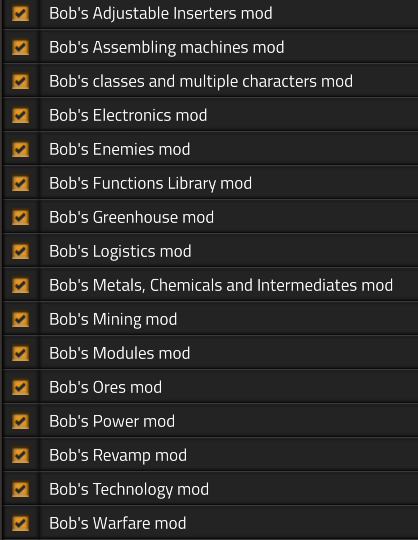 Bob's Adjustable Inserters mod
Bob's Assembling machines mod
Bob's classes and multiple characters mod
Bob's Electronics mod
Bob's Enemies mod
Bob's Functions Library mod
Bob's Greenhouse mod
Bob's Logistics mod
Bob's Metals, Chemicals and Intermediates mod
Bob's Mining mod
Bob's Modules mod
Bob's Ores mod
Bob's Power mod
Bob's Revamp mod
Bob's Technology mod
Bob's Warfare mod